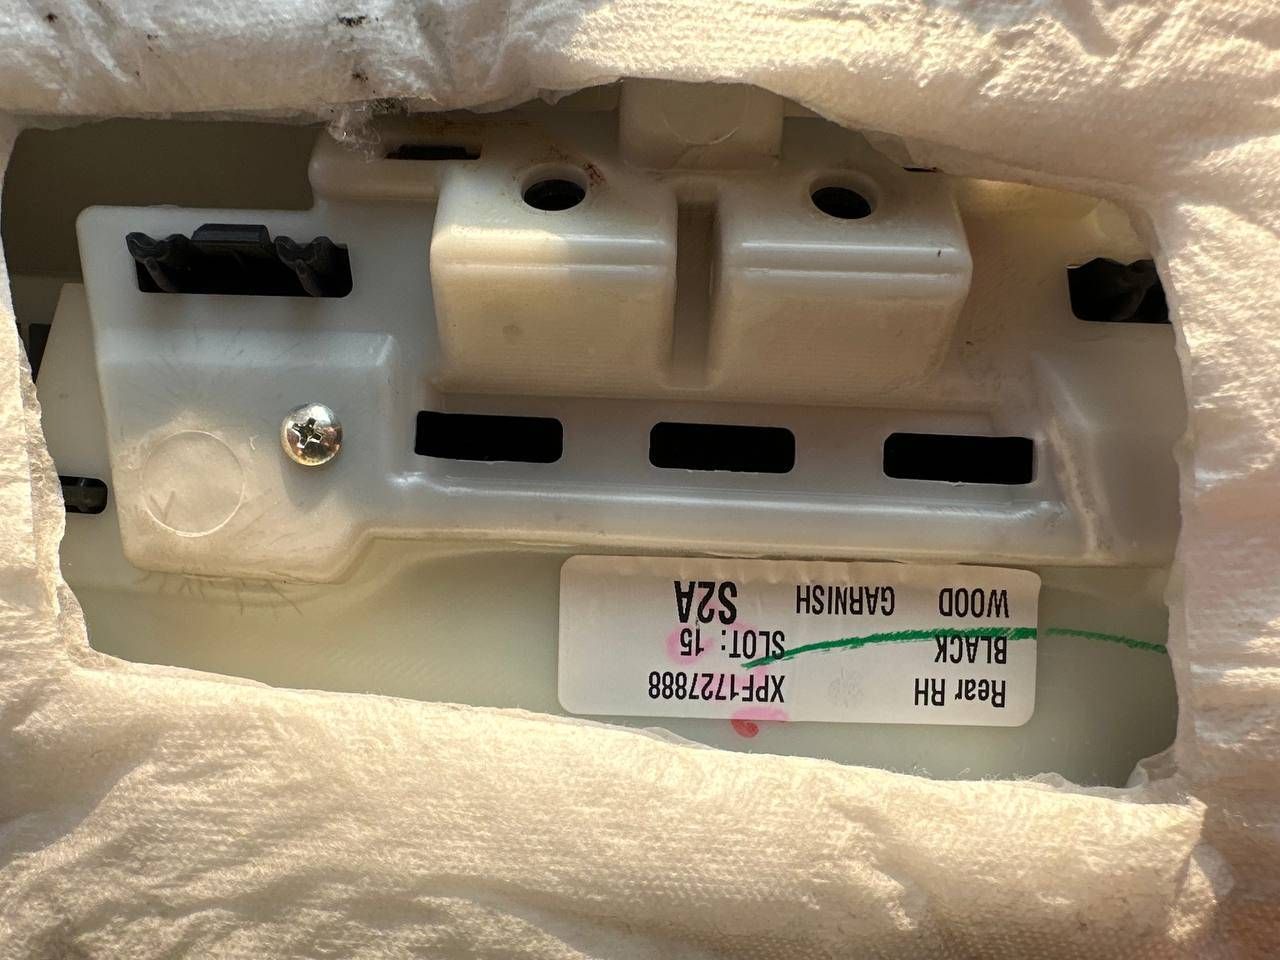 Rear RH XPF1727888
BLACK SLOT: 15
WOOD GARNISH S2A